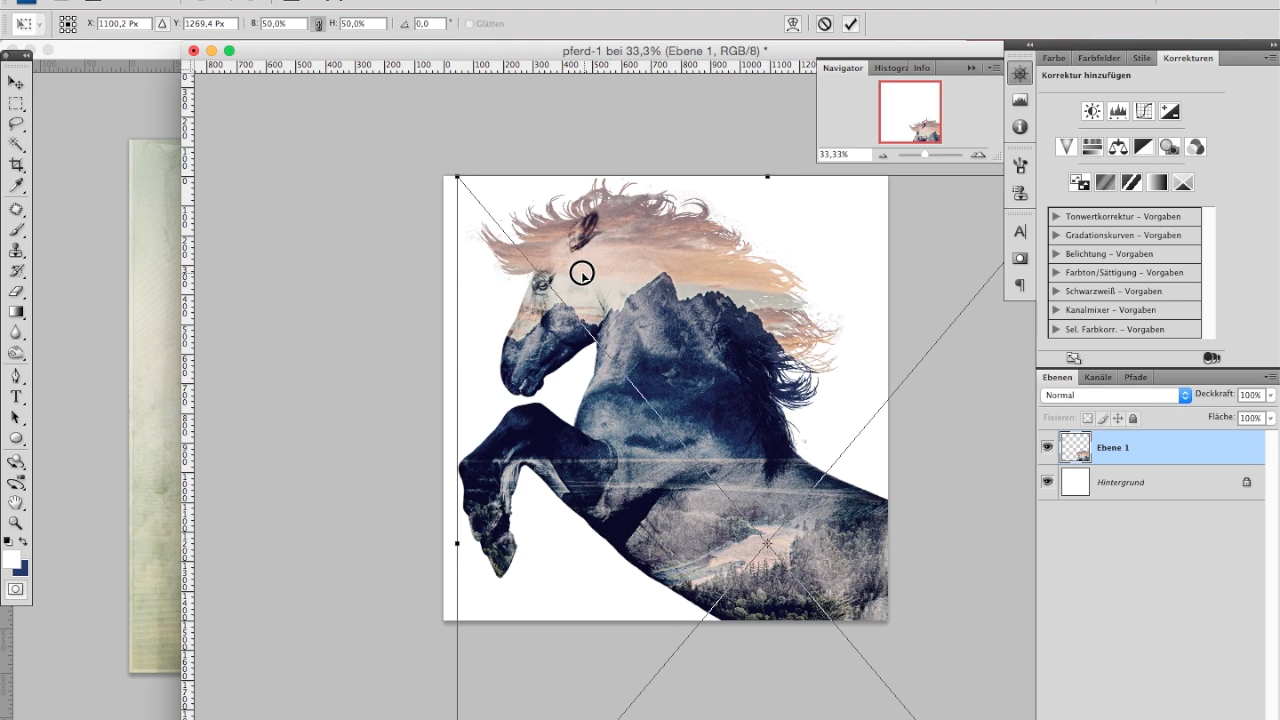 X: 1100,2 Px Y: 1269,4 Px B: 50,0% H: 50,0% 0,0 ° Glätten
pferd-1 bei 33,3% (Ebene 1, RGB/8) *
800 700 600 500 400 300 200 100 0 100 200 300 400 500 600 700 800 900 1000 1100
Navigator Histogra Info
33,33%
Farbe Farbfelder Stile Korrekturen
Korrektur hinzufügen
Tonwertkorrektur - Vorgaben
Gradationskurven - Vorgaben
Belichtung - Vorgaben
Farbton/Sättigung - Vorgaben
Schwarzweiß - Vorgaben
Kanalmixer - Vorgaben
Sel. Farbkorr. - Vorgaben
Ebenen Kanäle Pfade
Normal Deckkraft: 100%
Fixieren: Fläche: 100%
Ebene 1
Hintergrund